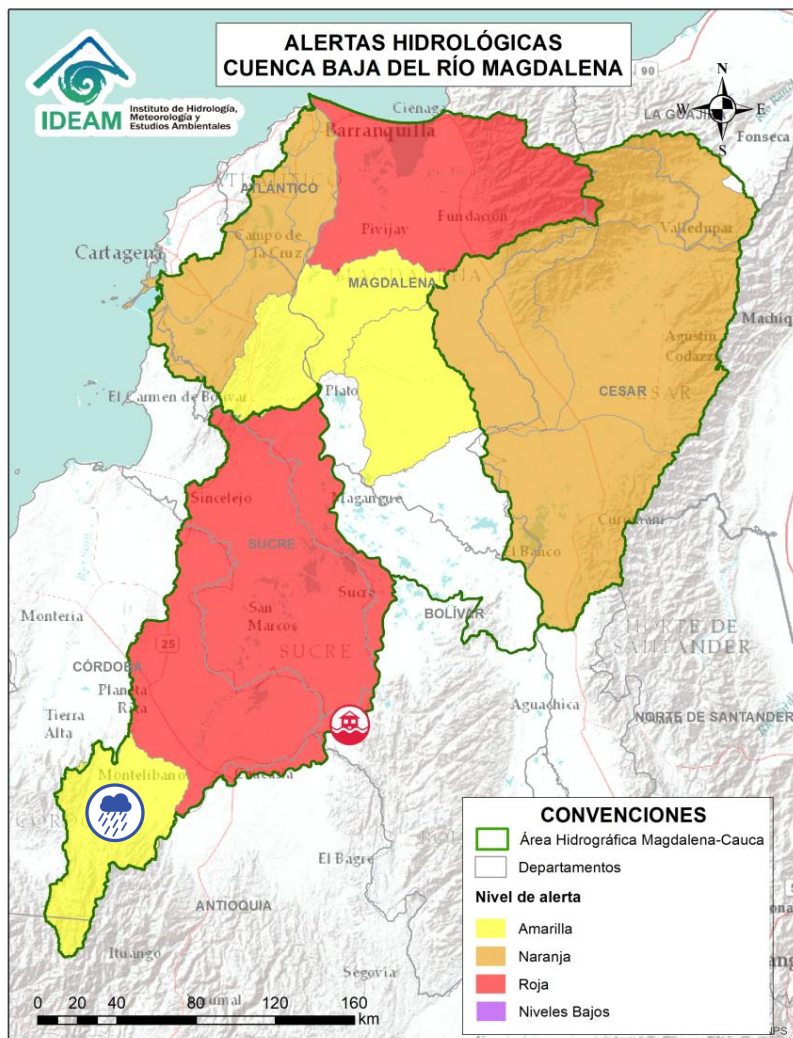 ALERTAS HIDROLÓGICAS
CUENCA BAJA DEL RÍO MAGDALENA
IDEAM
Instituto de Hidrología,
Meteorología y
Estudios Ambientales
90
N
W
E
S
Ciénaga
LA GUAJIRA
Barranquilla
Fonseca
ATLÁNTICO
Fundación
Pivijay
Valledupar
Campo de
la Cruz
Cartagena
MAGDALENA
Machiq
Agustín
Codazzi
CESAR
El Carmen de Bolívar
Plato
Sincelejo
Magangue
Curumaní
SUCRE
El Banco
Sucre
San
Marcos
BOLÍVAR
Montería
25
SUCRE
NORTE DE
SANTANDER
CÓRDOBA
Planeta
Rica
Aguachica
Tierra
Alta
NORTE DE SANTANDER
Montelíbano
Caucasia
El Bagre
ANTIOQUIA
Ituango
Segovia
0 20 40 80 120 160
km
CONVENCIONES
Área Hidrográfica Magdalena-Cauca
Departamentos
Nivel de alerta
Amarilla
Naranja
Roja
Niveles Bajos